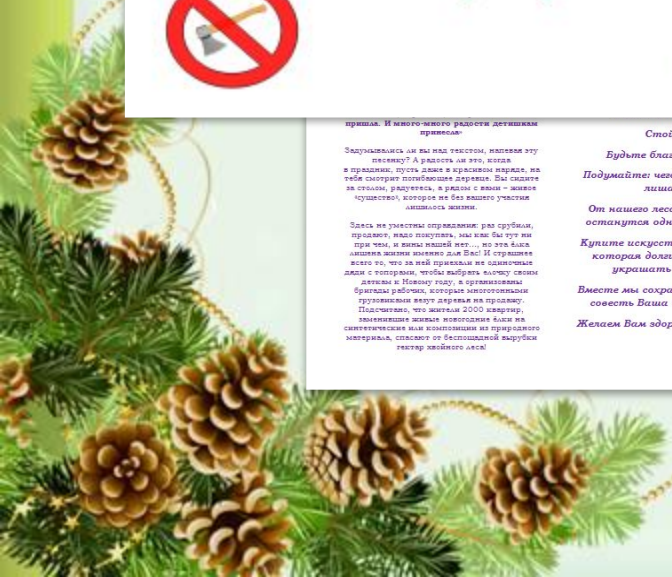 пришла. И много-много радости детишкам
принесла»
Задумывались ли вы над текстом, напевая эту
песенку? А радость ли это, когда
в праздник, пусть даже в красивом наряде, на
тебя смотрит погибающее деревце. Вы сидите
за столом, радуетесь, а рядом с вами – живое
«существо», которое не без вашего участия
лишилось жизни.
Здесь не уместны оправдания: раз срубили,
продают, надо покупать, мы как бы тут ни
при чем, и вины нашей нет…, но эта ёлка
лишена жизни именно для Вас! И страшнее
всего то, что за ней приехали не одиночные
дяди с топорами, чтобы выбрать елочку своим
деткам к Новому году, а организованы
бригады рабочих, которые многотонными
грузовиками везут деревья на продажу.
Подсчитано, что жители 2000 квартир,
заменившие живые новогодние ёлки на
синтетические или композиции из природного
материала, спасают от беспощадной вырубки
гектар хвойного леса!
Стой
Будьте благ
Подумайте: чего
лиша
От нашего леса
останутся одн
Купите искусст
которая долг
украшать
Вместе мы сохра
совесть Ваша
Желаем Вам здор